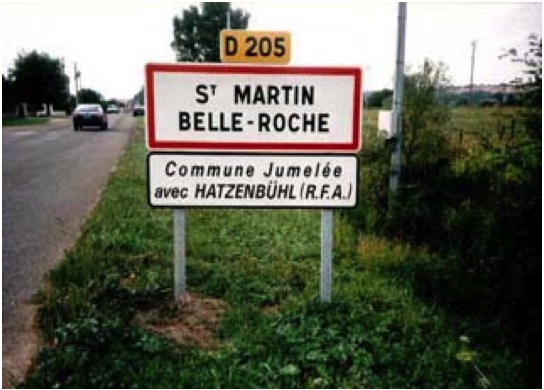 D 205
Sᵀ MARTIN
BELLE-ROCHE
Commune Jumelée
avec HATZENBÜHL (R.F.A.)